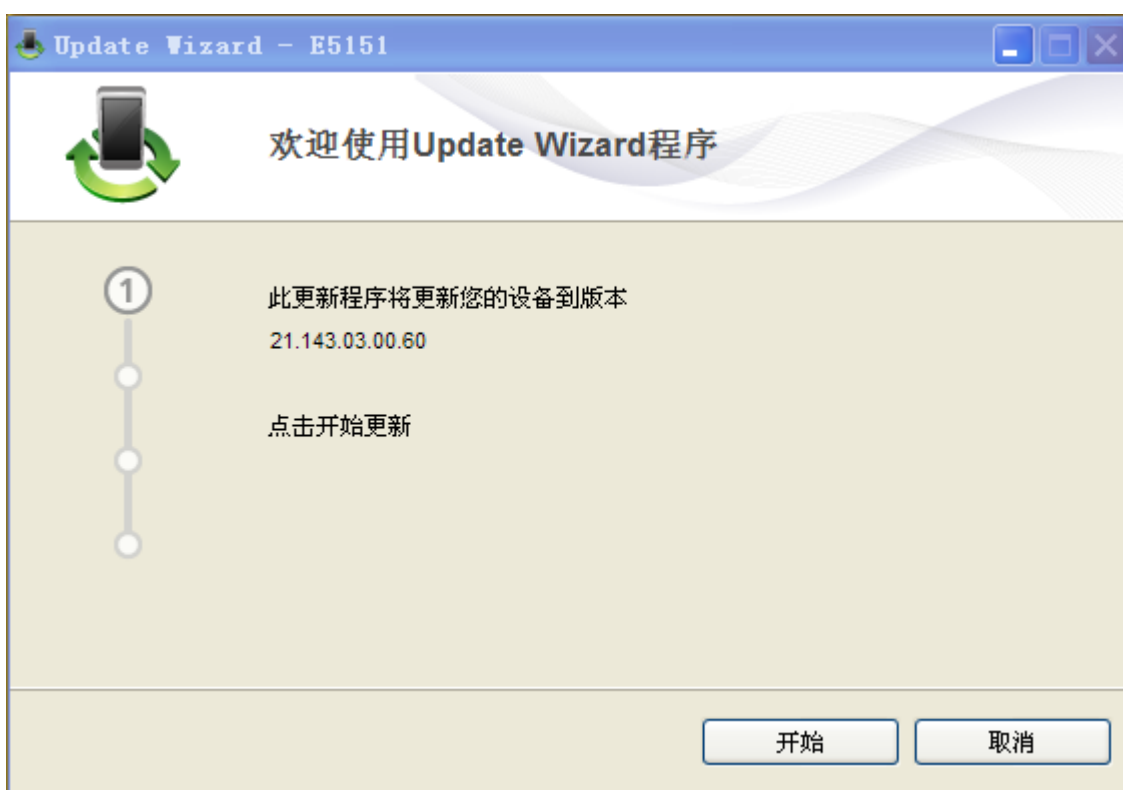 Update Wizard - E5151
欢迎使用Update Wizard程序
1
此更新程序将更新您的设备到版本
21.143.03.00.60
点击开始更新
开始
取消